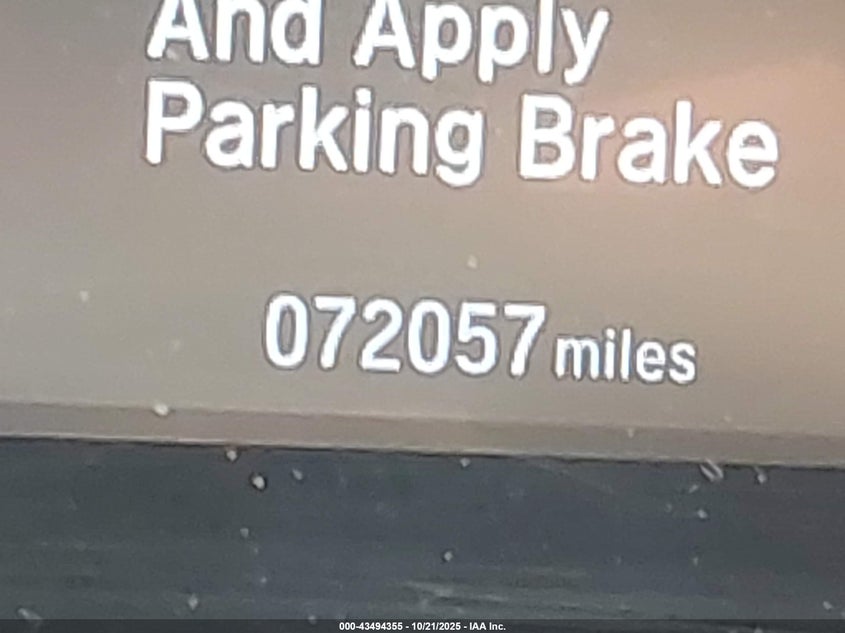 And Apply
Parking Brake
072057 miles
000-43494355 - 10/21/2025 - IAA Inc.